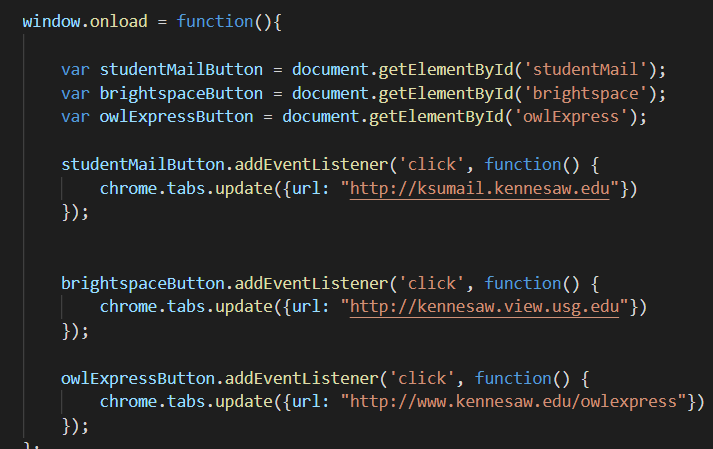 window.onload = function(){
var studentMailButton = document.getElementById('studentMail');
var brightspaceButton = document.getElementById('brightspace');
var owlExpressButton = document.getElementById('owlExpress');
studentMailButton.addEventListener('click', function() {
chrome.tabs.update({url: "http://ksumail.kennesaw.edu"})
});
brightspaceButton.addEventListener('click', function() {
chrome.tabs.update({url: "http://kennesaw.view.usg.edu"})
});
owlExpressButton.addEventListener('click', function() {
chrome.tabs.update({url: "http://www.kennesaw.edu/owlexpress"})
});
};